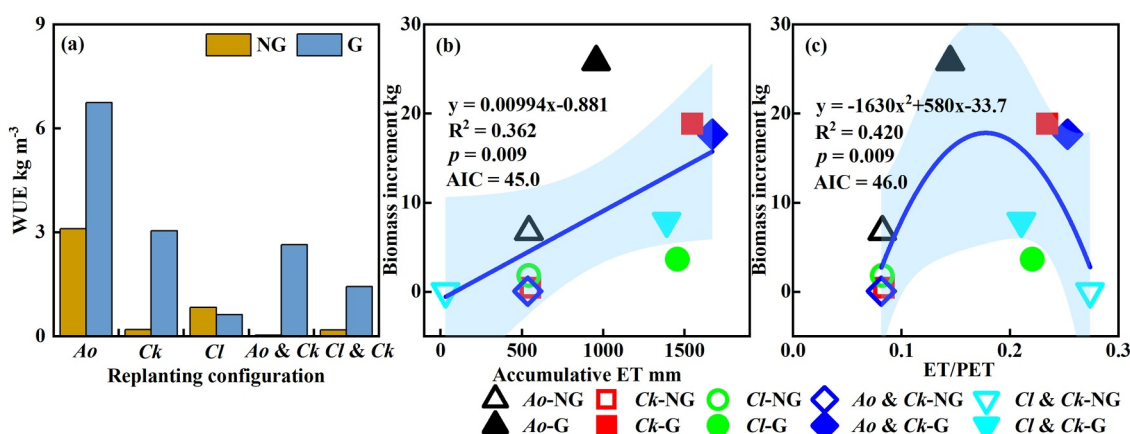 (a)
NG
G
WUE kg m⁻³
9
6
3
0
Ao
Ck
Cl
Ao & Ck
Cl & Ck
Replanting configuration
(b)
y = 0.00994x-0.881
R² = 0.362
p = 0.009
AIC = 45.0
Biomass increment kg
30
20
10
0
0
500
1000
1500
Accumulative ET mm
(c)
y = -1630x²+580x-33.7
R² = 0.420
p = 0.009
AIC = 46.0
Biomass increment kg
30
20
10
0
0.0
0.1
0.2
0.3
ET/PET
Ao-NG
Ck-NG
Cl-NG
Ao & Ck-NG
Cl & Ck-NG
Ao-G
Ck-G
Cl-G
Ao & Ck-G
Cl & Ck-G